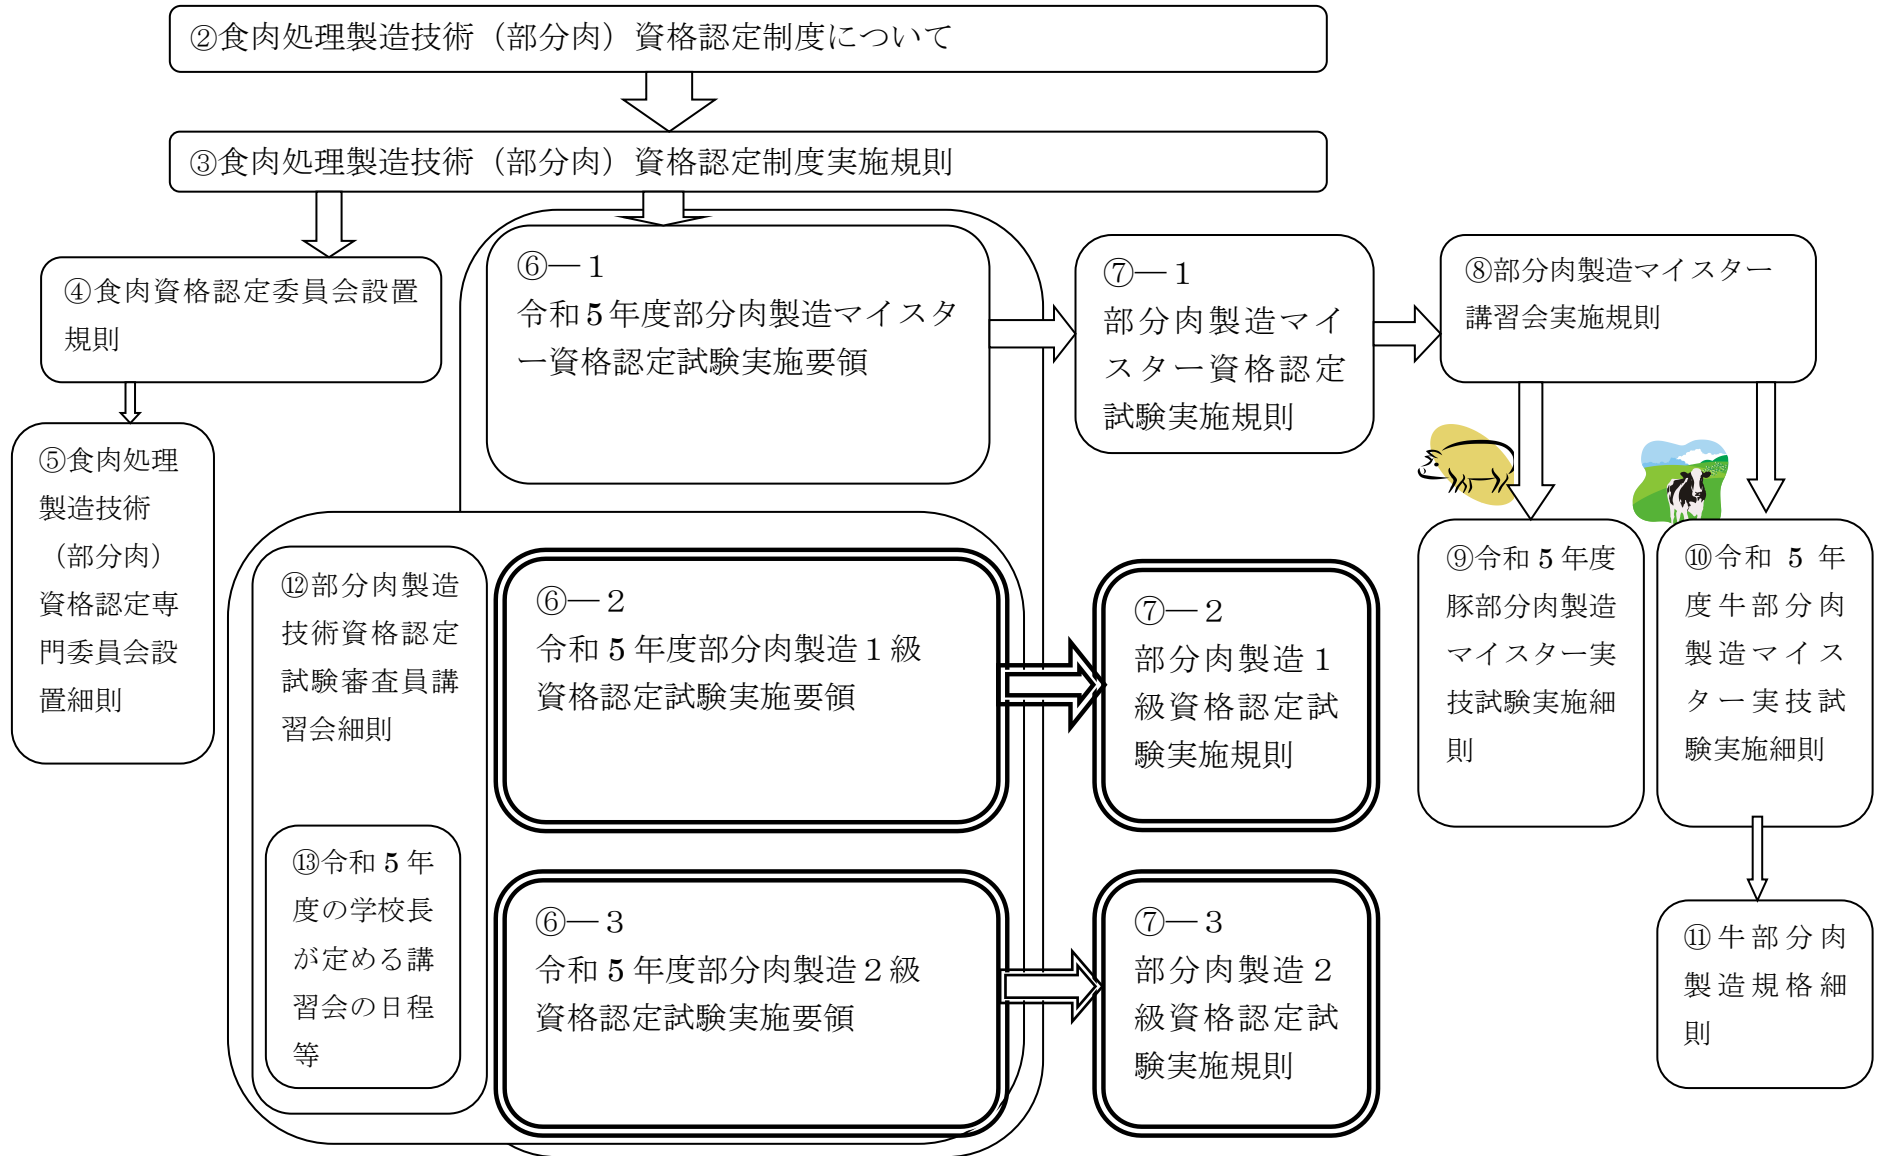 ②食肉処理製造技術（部分肉）資格認定制度について
③食肉処理製造技術（部分肉）資格認定制度実施規則
④食肉資格認定委員会設置
規則
⑤食肉処理
製造技術
（部分肉）
資格認定専
門委員会設
置細則
⑥―１
令和5年度部分肉製造マイスタ
ー資格認定試験実施要領
⑦―１
部分肉製造マイ
スター資格認定
試験実施規則
⑧部分肉製造マイスター
講習会実施規則
⑨令和5年度
豚部分肉製造
マイスター実
技試験実施細
則
⑩令和 5 年
度牛部分肉
製造マイス
ター実技試
験実施細則
⑪牛部分肉
製造規格細
則
⑫部分肉製造
技術資格認定
試験審査員講
習会細則
⑬令和5年
度の学校長
が定める講
習会の日程
等
⑥―２
令和5年度部分肉製造１級
資格認定試験実施要領
⑦―２
部分肉製造１
級資格認定試
験実施規則
⑥―３
令和5年度部分肉製造２級
資格認定試験実施要領
⑦―３
部分肉製造２
級資格認定試
験実施規則